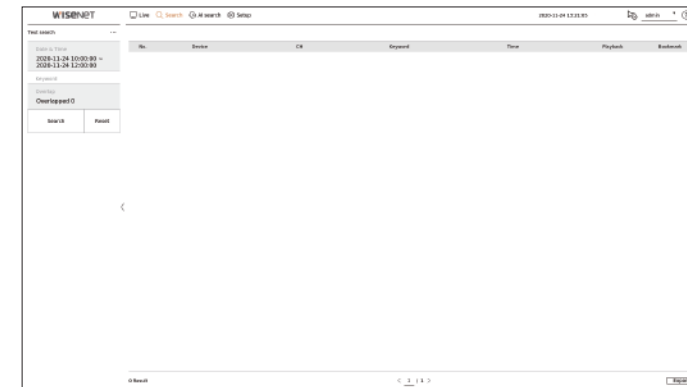 WISENET
Live Search AI search Setup 2020-11-24 13:21:05 admin
Text search ...
Date & Time
2020-11-24 10:00:00 ~
2020-11-24 12:00:00
Keyword
Overlap
Overlapped 0
Search Reset
No. Device CH Keyword Time Playback Bookmark
0 Result < 1 | 1 > Export